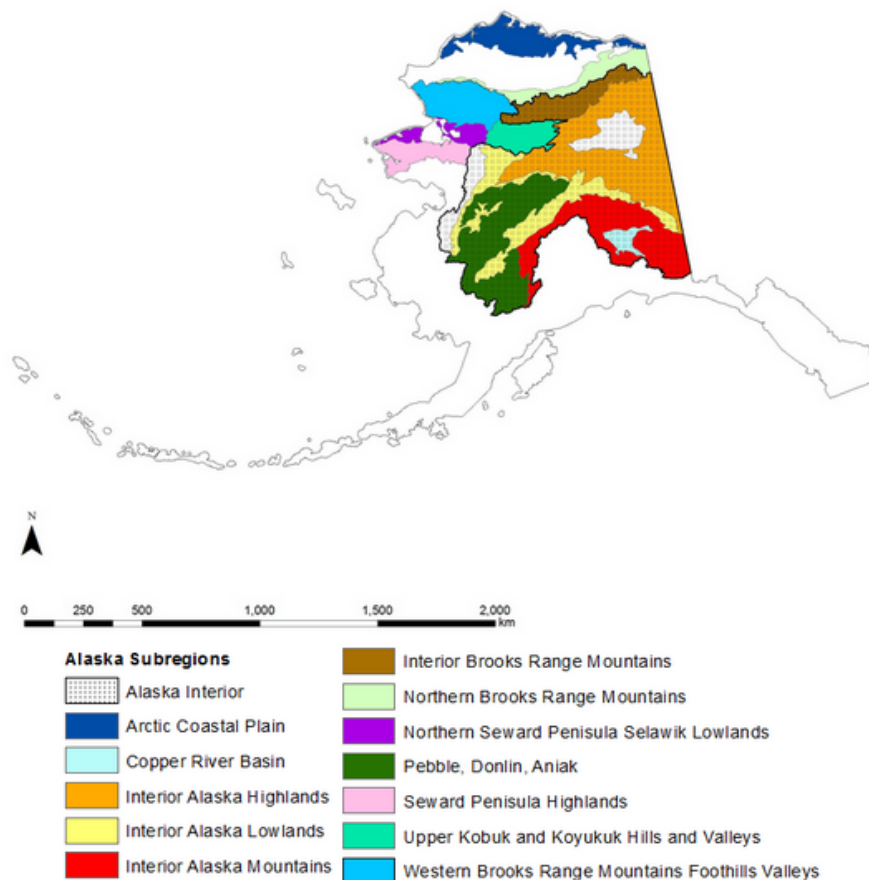 N
0 250 500 1,000 1,500 2,000
km
Alaska Subregions
Alaska Interior
Arctic Coastal Plain
Copper River Basin
Interior Alaska Highlands
Interior Alaska Lowlands
Interior Alaska Mountains
Interior Brooks Range Mountains
Northern Brooks Range Mountains
Northern Seward Penisula Selawik Lowlands
Pebble, Donlin, Aniak
Seward Penisula Highlands
Upper Kobuk and Koyukuk Hills and Valleys
Western Brooks Range Mountains Foothills Valleys